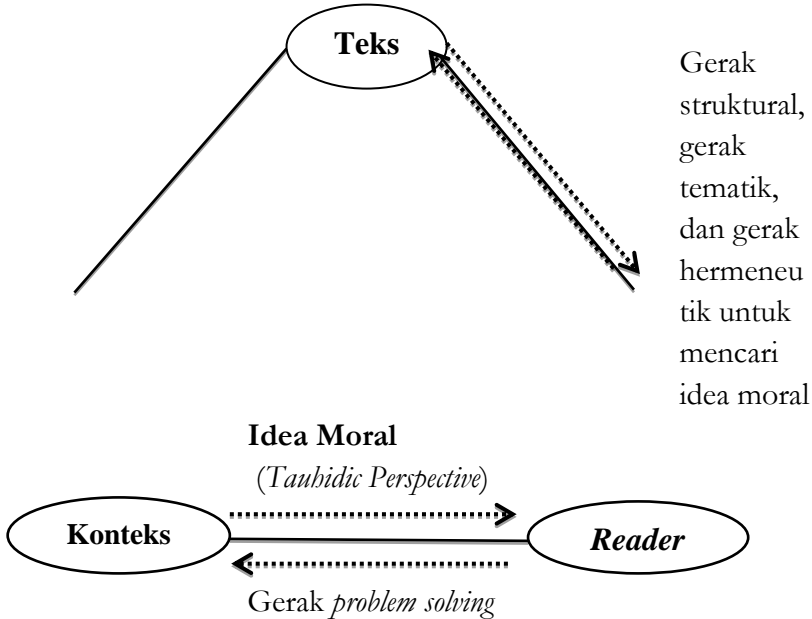 Teks
Gerak
struktural,
gerak
tematik,
dan gerak
hermeneu
tik untuk
mencari
idea moral
Idea Moral
(Tauhidic Perspective)
Konteks
Reader
Gerak problem solving